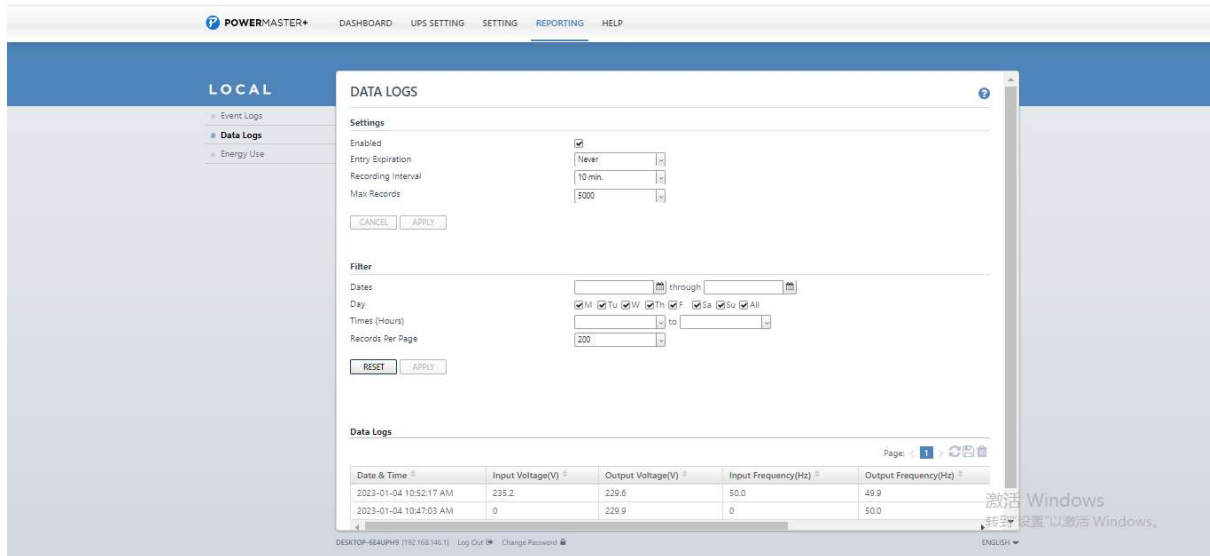 POWERMASTER+ DASHBOARD UPS SETTING SETTING REPORTING HELP
LOCAL
Event Logs
Data Logs
Energy Use
DATA LOGS
Settings
Enabled
Entry Expiration Never
Recording Interval 10 min.
Max Records 5000
CANCEL APPLY
Filter
Dates through
Day M Tu W Th F Sa Su All
Times (Hours) to
Records Per Page 200
RESET APPLY
Data Logs
Page: < 1 >
Date & Time Input Voltage(V) Output Voltage(V) Input Frequency(Hz) Output Frequency(Hz)
2023-01-04 10:52:17 AM 235.2 229.6 50.0 49.9
2023-01-04 10:47:03 AM 0 229.9 0 50.0
激活 Windows
转到"设置"以激活 Windows。
DESKTOP-6E4UPH9 [192.168.146.1] Log Out Change Password ENGLISH